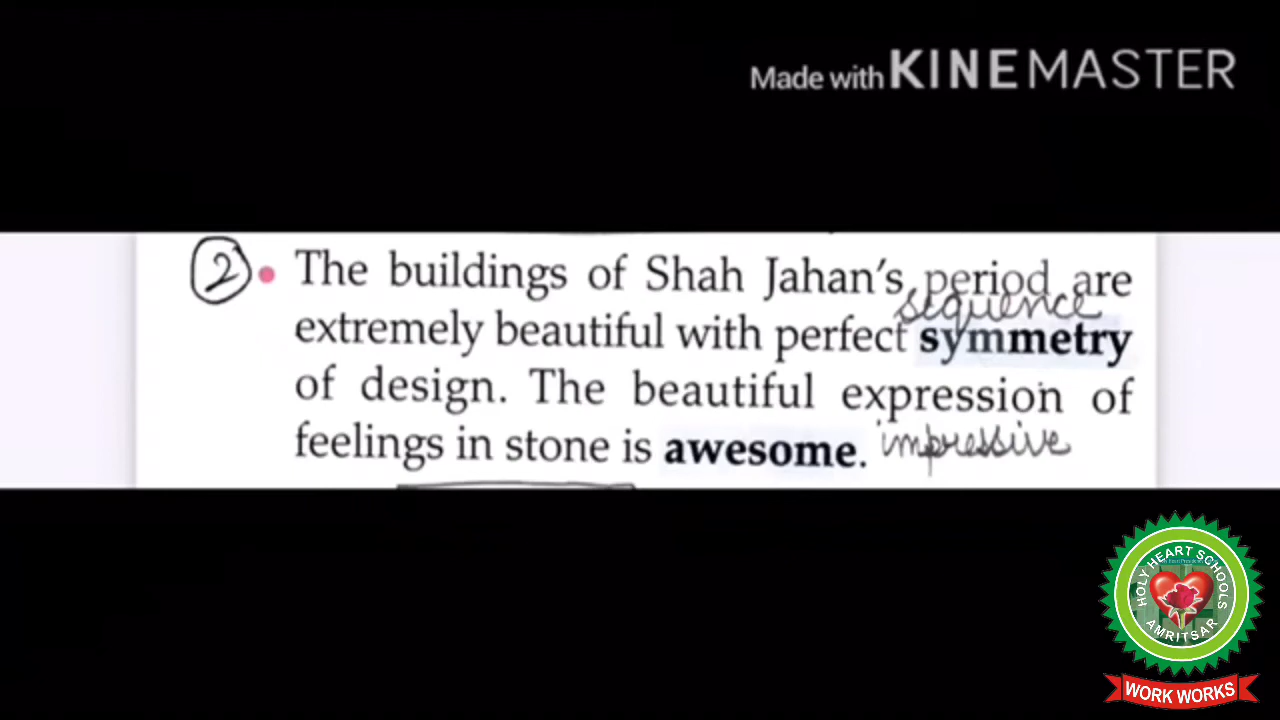 Made with KINEMASTER
2 • The buildings of Shah Jahan's period are
sequence
extremely beautiful with perfect symmetry
of design. The beautiful expression of
feelings in stone is awesome. impressive
HOLY HEART SCHOOLS
AMRITSAR
WORK WORKS